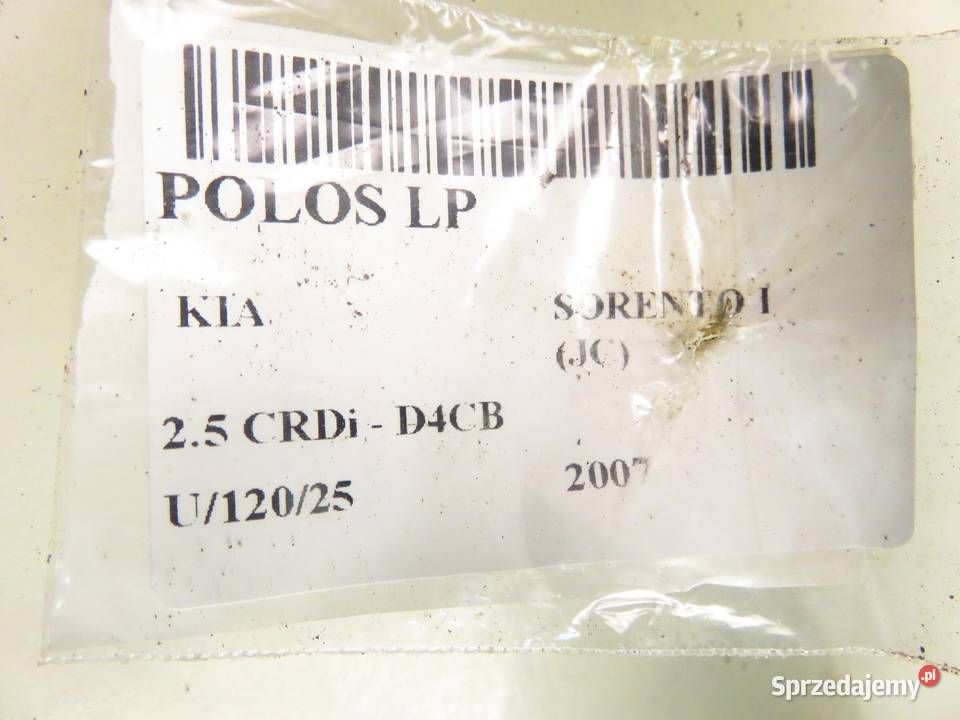 POLOS LP
KIA
SORENTO I
(JC)
2.5 CRDi - D4CB
2007
U/120/25
Sprzedajemy.pl